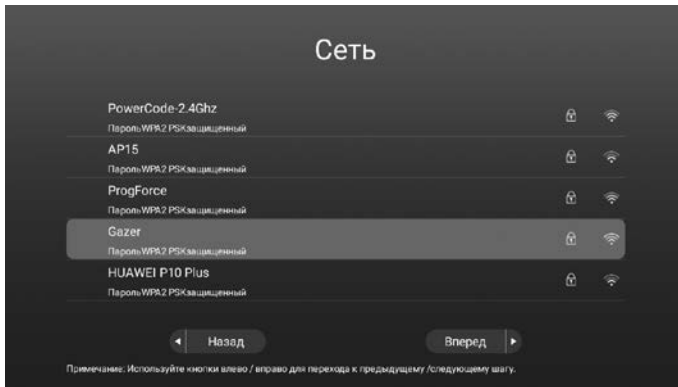 Сеть
PowerCode-2.4Ghz
ПарольWPA2 PSKзащищенный
AP15
ПарольWPA2 PSKзащищенный
ProgForce
ПарольWPA2 PSKзащищенный
Gazer
ПарольWPA2 PSKзащищенный
HUAWEI P10 Plus
ПарольWPA2 PSKзащищенный
Назад Вперед
Примечание: Используйте кнопки влево / вправо для перехода к предыдущему /следующему шагу.